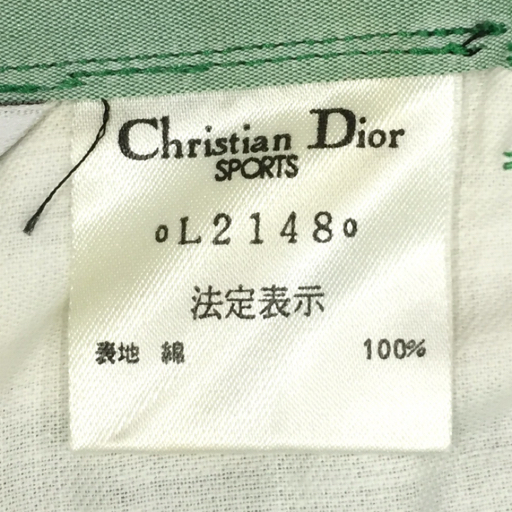 Christian Dior
SPORTS
oL2148o
法定表示
表地 綿 100%